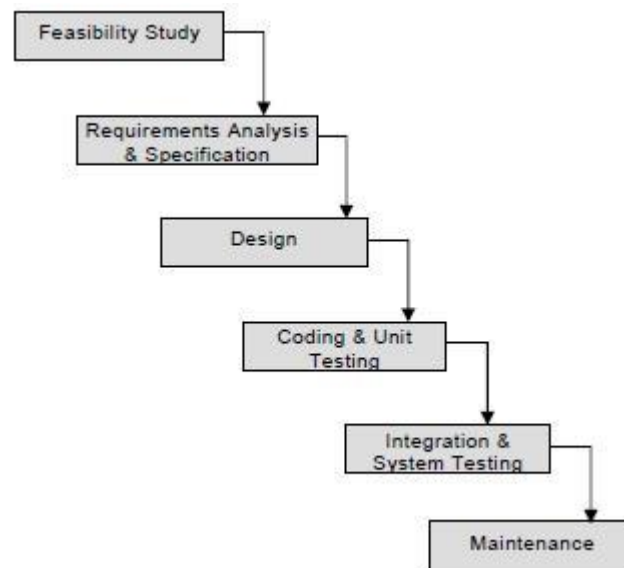 Feasibility Study
Requirements Analysis
& Specification
Design
Coding & Unit
Testing
Integration &
System Testing
Maintenance